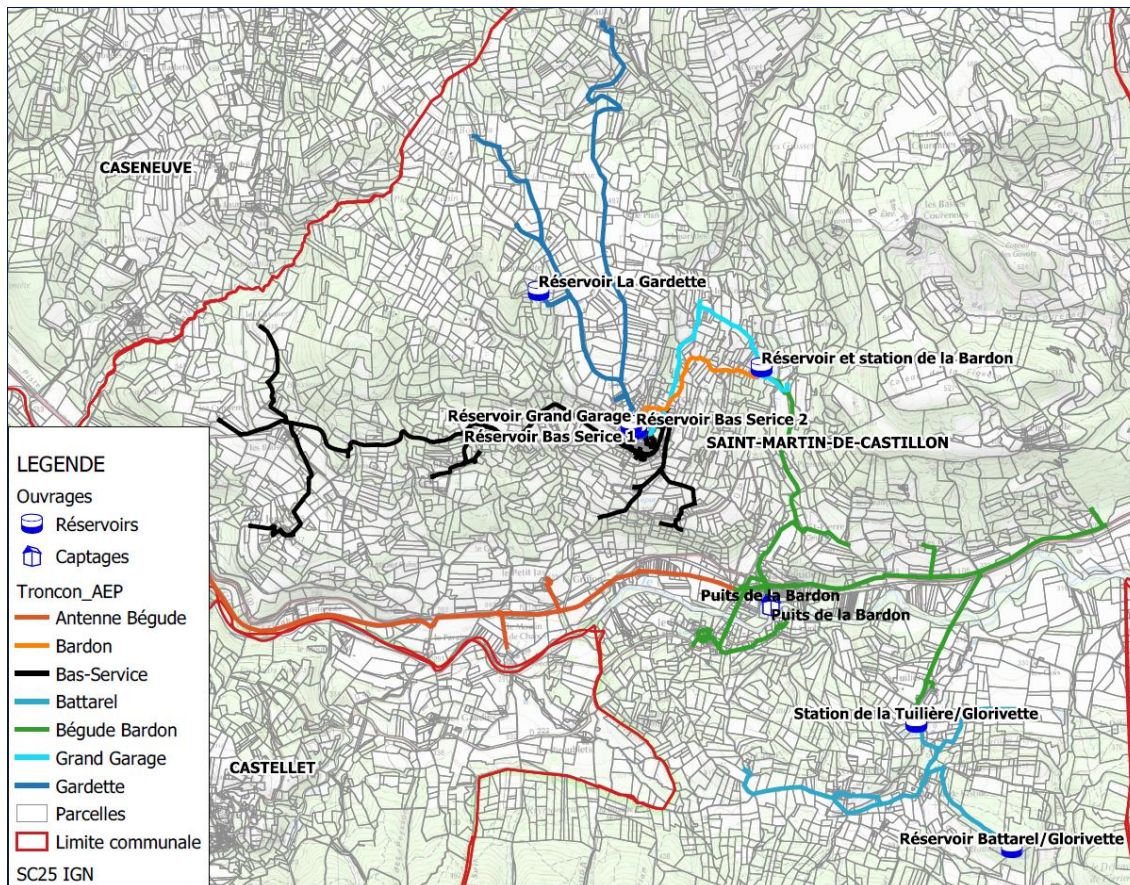 CASENEUVE
Réservoir La Gardette
Réservoir et station de la Bardon
Réservoir Grand Garage
Réservoir Bas Serice 2
Réservoir Bas Serice 1
SAINT-MARTIN-DE-CASTILLON
Puits de la Bardon
Puits de la Bardon
Station de la Tuilière/Glorivette
CASTELLET
Réservoir Battarel/Glorivette
LEGENDE
Ouvrages
Réservoirs
Captages
Troncon_AEP
Antenne Bégude
Bardon
Bas-Service
Battarel
Bégude Bardon
Grand Garage
Gardette
Parcelles
Limite communale
SC25 IGN